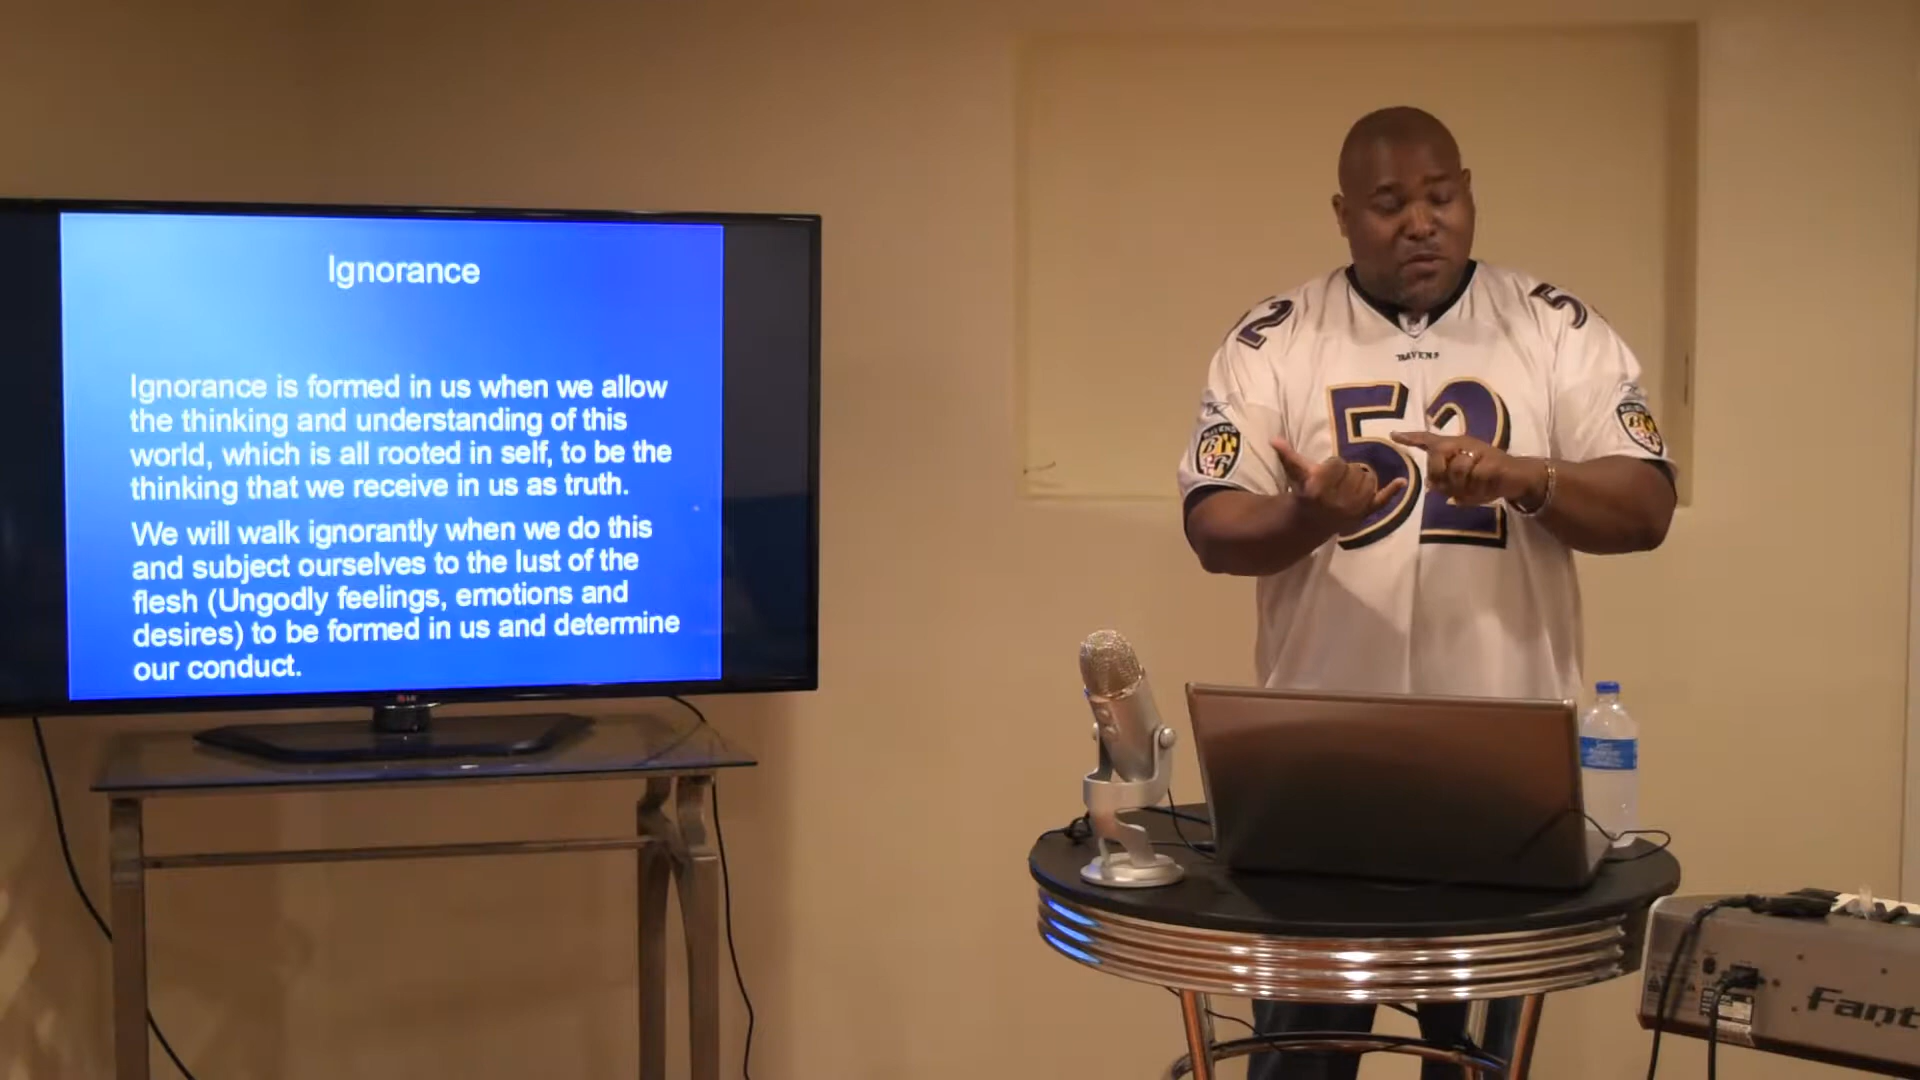 Ignorance
Ignorance is formed in us when we allow
the thinking and understanding of this
world, which is all rooted in self, to be the
thinking that we receive in us as truth.
We will walk ignorantly when we do this
and subject ourselves to the lust of the
flesh (Ungodly feelings, emotions and
desires) to be formed in us and determine
our conduct.
LG
52
5
RAVENS
52
RAVENS
Fant